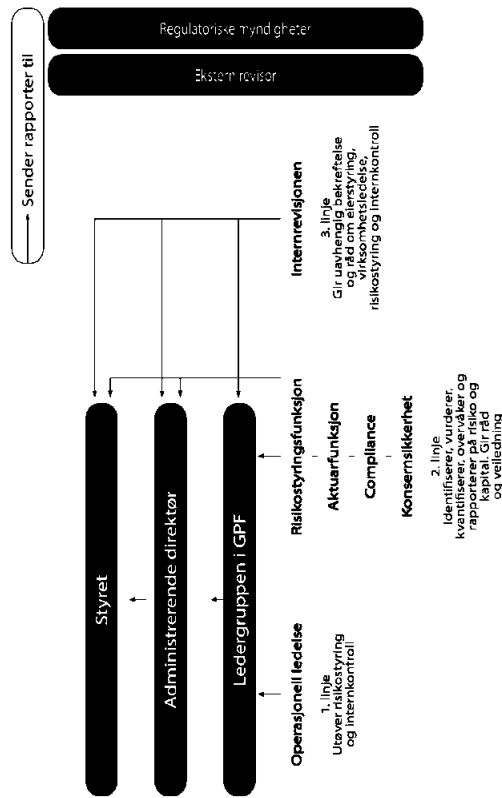 Sender rapporter til
Styret
Administrerende direktør
Ledergruppen i GPF
Operasjonell ledelse
1. linje
Utøver risikostyring
og internkontroll
Risikostyringsfunksjon
Aktuarfunksjon
Compliance
Konsernsikkerhet
2. linje
Identifiserer, vurderer,
kvantifiserer, overvåker og
rapporterer på risiko og
kapital. Gir råd
og veiledning
Internrevisjonen
3. linje
Gir uavhengig bekreftelse
og råd om eierstyring,
virksomhetsledelse,
risikostyring og internkontroll
Ekstern revisor
Regulatoriske myndigheter